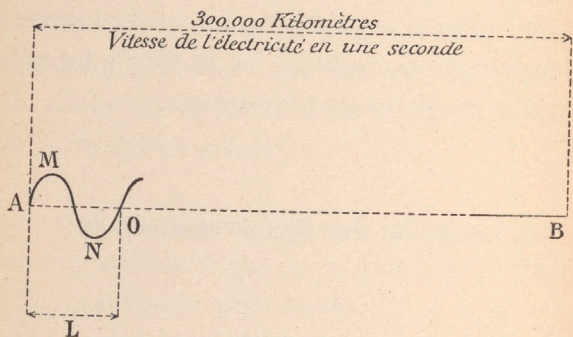 300.000 Kilomètres
Vitesse de l'électricité en une seconde
M
A
N
O
B
L